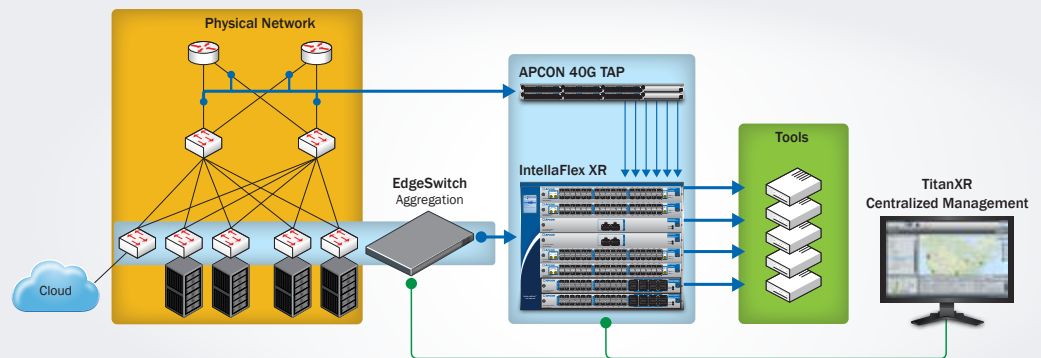 Physical Network
APCON 40G TAP
Tools
IntellaFlex XR
EdgeSwitch
Aggregation
TitanXR
Centralized Management
Cloud